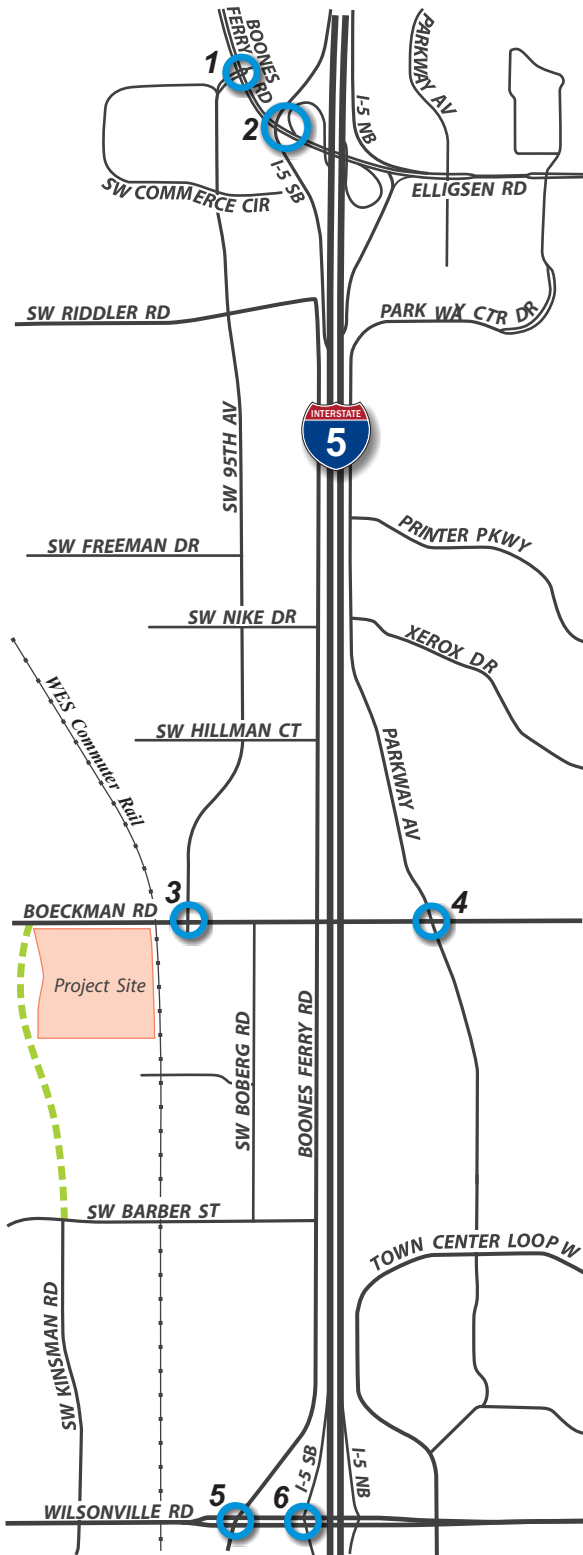 BOONES
FERRY RD
PARKWAY AV
1
I-5 NB
2
I-5 SB
SW COMMERCE CIR
ELLIGSEN RD
SW RIDDLER RD
PARK WAY CTR DR
INTERSTATE
5
SW 95TH AV
PRINTER PKWY
SW FREEMAN DR
SW NIKE DR
XEROX DR
WES Commuter Rail
SW HILLMAN CT
PARKWAY AV
3
4
BOECKMAN RD
Project Site
SW BOBERG RD
BOONES FERRY RD
SW BARBER ST
TOWN CENTER LOOP W
SW KINSMAN RD
I-5 SB
I-5 NB
5
6
WILSONVILLE RD